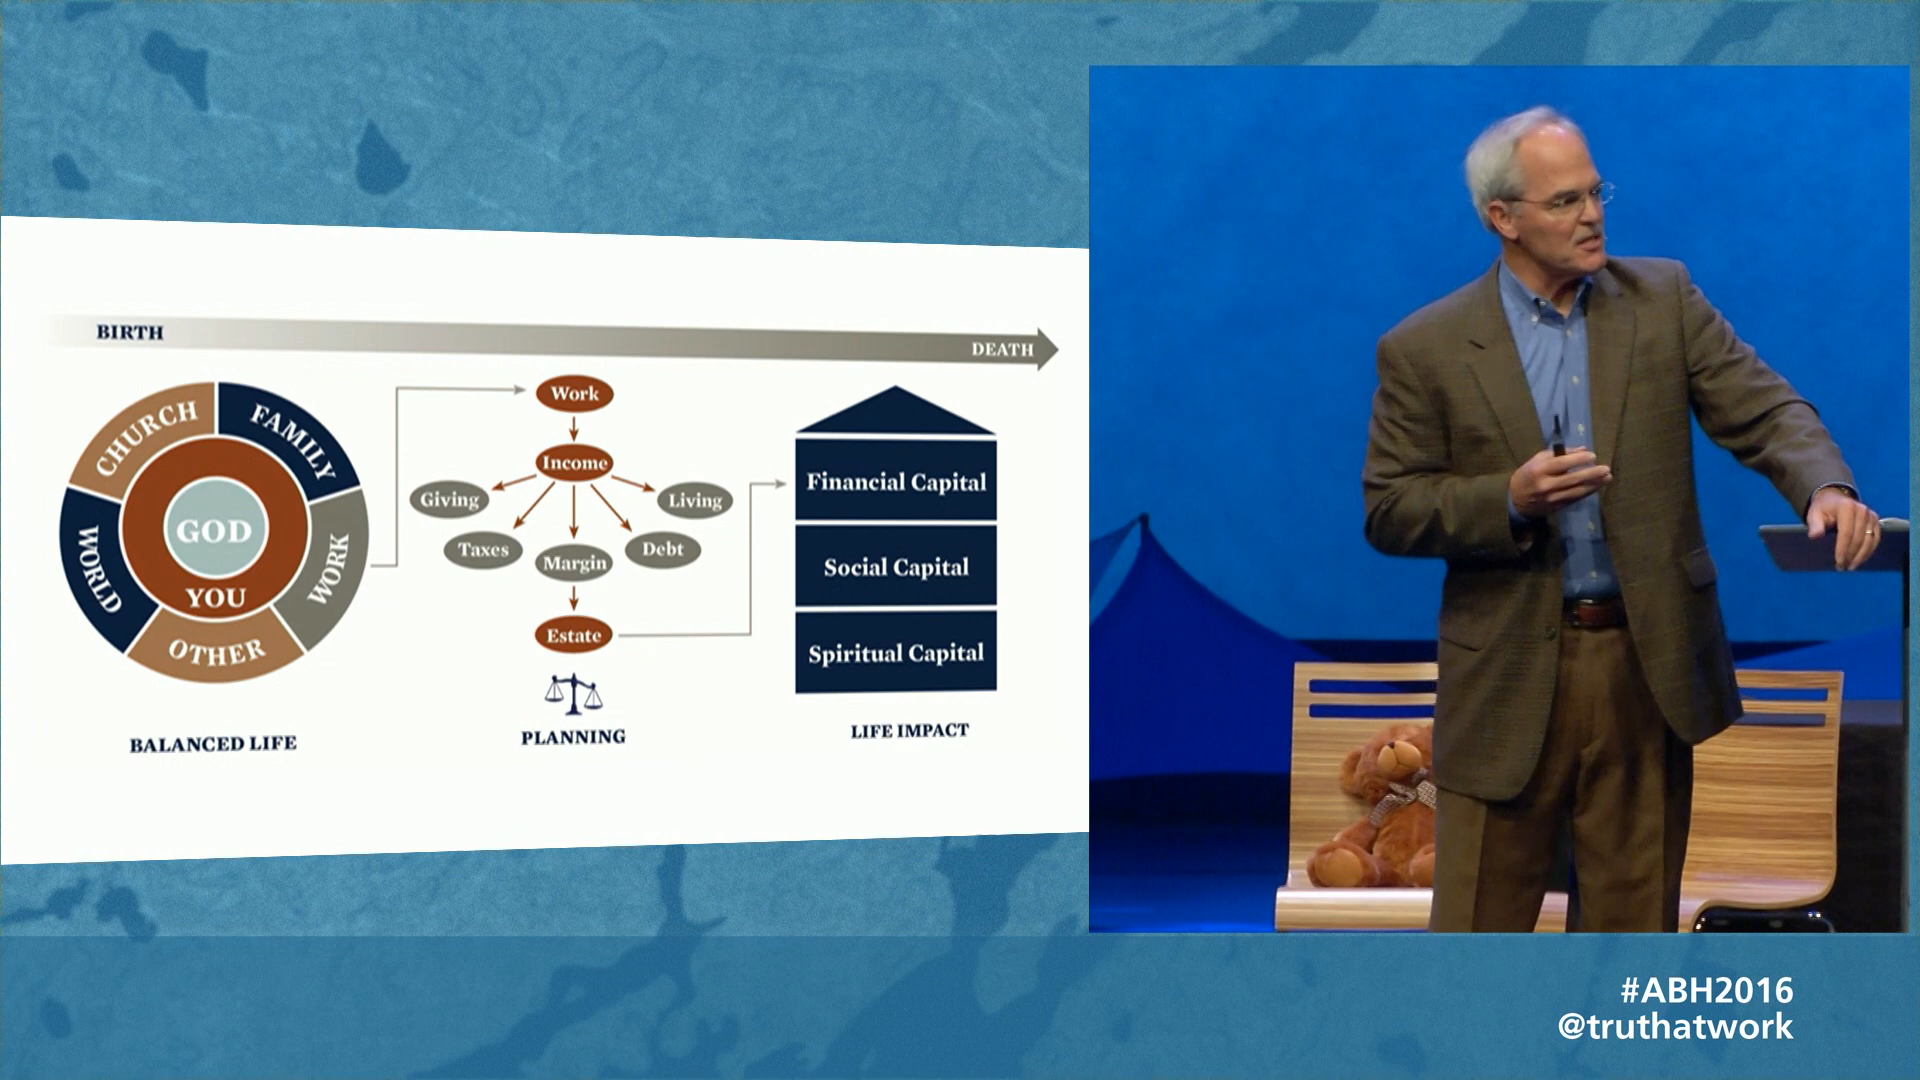 BIRTH
DEATH
CHURCH
FAMILY
WORLD
GOD
YOU
WORK
OTHER
BALANCED LIFE
Work
Income
Giving
Living
Taxes
Debt
Margin
Estate
PLANNING
Financial Capital
Social Capital
Spiritual Capital
LIFE IMPACT
#ABH2016
@truthatwork